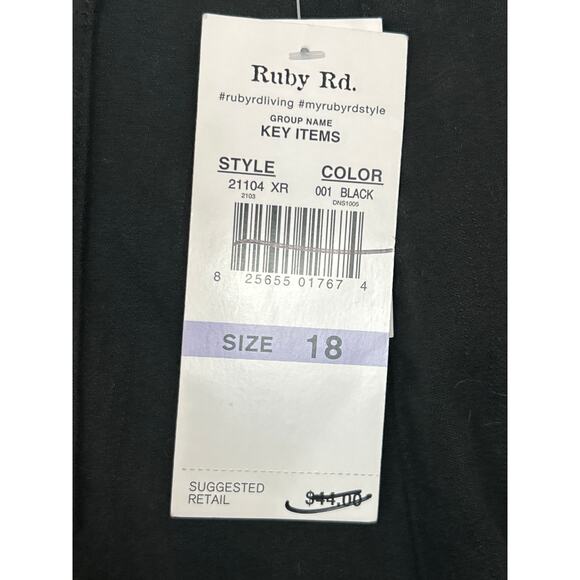 Ruby Rd.
#rubyrdliving #myrubyrdstyle
GROUP NAME
KEY ITEMS
STYLE COLOR
21104 XR 001 BLACK
2103 DNS1005
8 25655 01767 4
SIZE 18
SUGGESTED
RETAIL $44.00